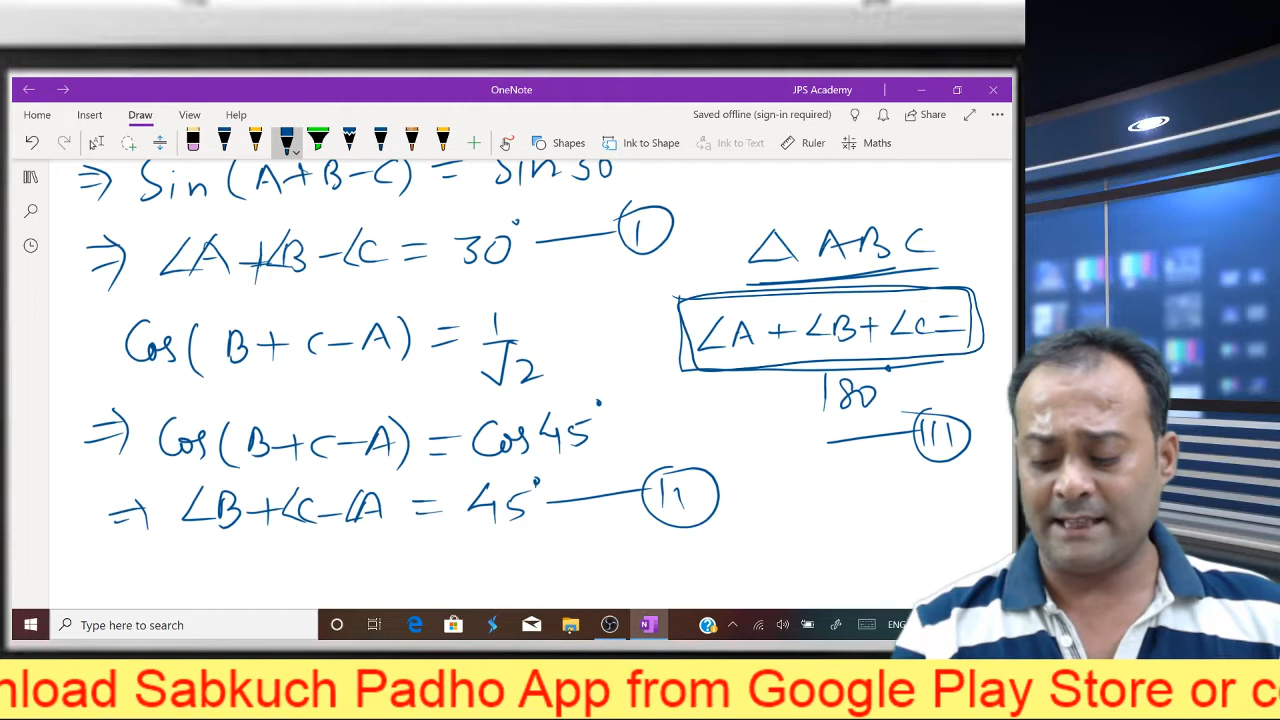 OneNote
JPS Academy
Home Insert Draw View Help
Saved offline (sign-in required) Share
Shapes Ink to Shape Ink to Text Ruler Maths
⇒ Sin (A+B-C) = Sin 30
⇒ ∠A+∠B-∠C = 30° — I
△ ABC
∠A + ∠B + ∠C =
180°
— III
Cos( B + C - A) = 1/√2
⇒ Cos(B+C-A) = Cos 45°
⇒ ∠B+∠C-∠A = 45° — II
Type here to search
ENG
nload Sabkuch Padho App from Google Play Store or c